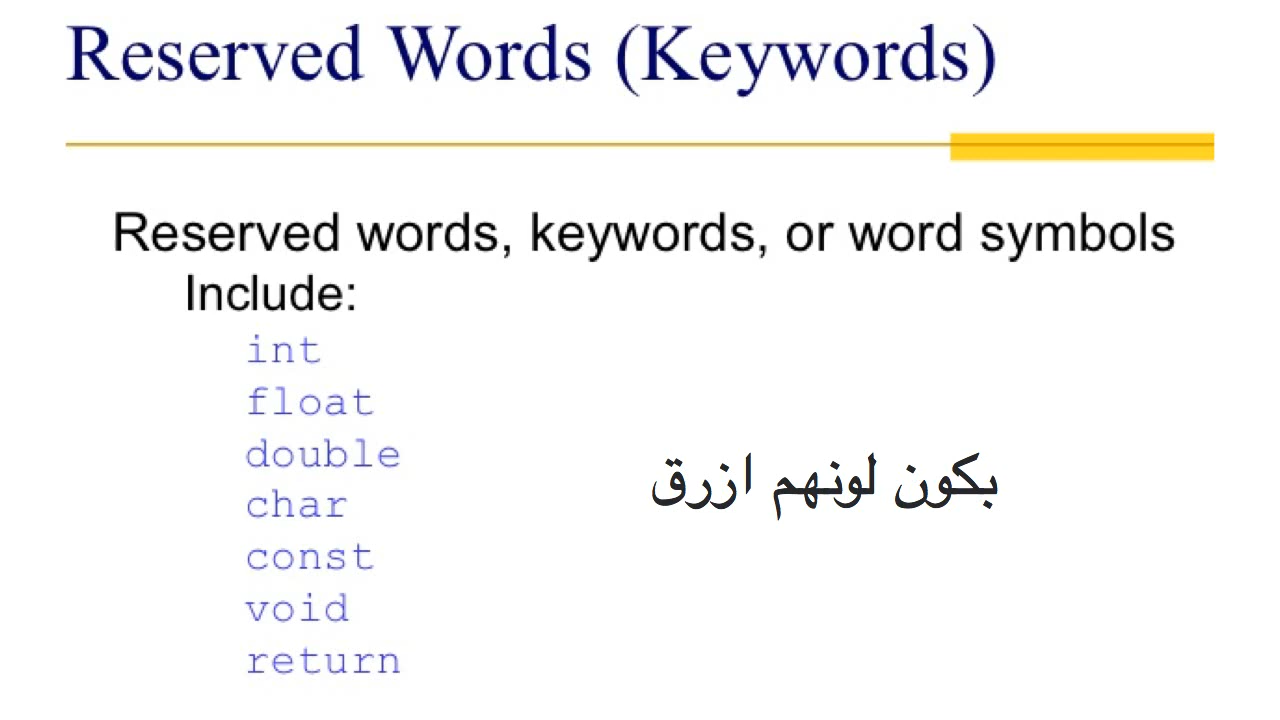 Reserved Words (Keywords)
Reserved words, keywords, or word symbols
Include:
int
float
double
char
const
void
return
بكون لونهم ازرق